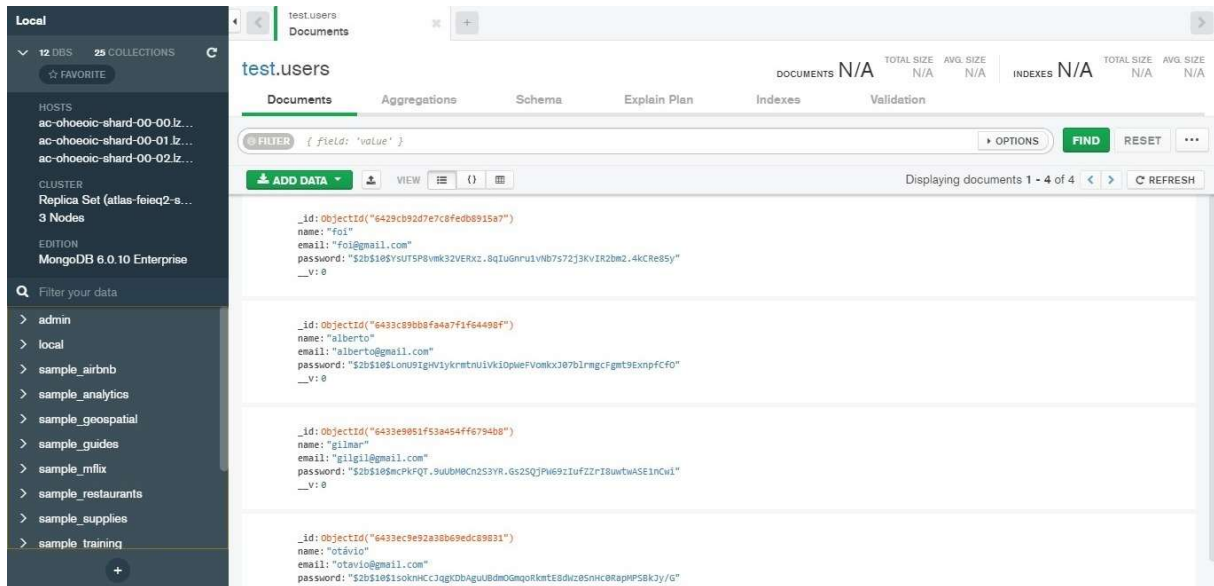 Local
12 DBS 25 COLLECTIONS
FAVORITE
HOSTS
ac-ohoeoic-shard-00-00.lz...
ac-ohoeoic-shard-00-01.lz...
ac-ohoeoic-shard-00-02.lz...
CLUSTER
Replica Set (atlas-feieq2-s...
3 Nodes
EDITION
MongoDB 6.0.10 Enterprise
Filter your data
admin
local
sample_airbnb
sample_analytics
sample_geospatial
sample_guides
sample_mflix
sample_restaurants
sample_supplies
sample_training
test.users
Documents
test.users
DOCUMENTS N/A TOTAL SIZE N/A AVG. SIZE N/A INDEXES N/A TOTAL SIZE N/A AVG. SIZE N/A
Documents Aggregations Schema Explain Plan Indexes Validation
FILTER { field: 'value' } OPTIONS FIND RESET ...
ADD DATA VIEW {} Displaying documents 1 - 4 of 4 < > REFRESH
_id: ObjectId("6429cb92d7e7c8fedb8915a7")
name: "foi"
email: "foi@gmail.com"
password:
__v: 0
_id: ObjectId("6433c89bb8fa4a7f1f64498f")
name: "alberto"
email: "alberto@gmail.com"
password:
__v: 0
_id: ObjectId("6433e9051f53a454ff6794b8")
name: "gilmar"
email: "gilgil@gmail.com"
password:
__v: 0
_id: ObjectId("6433ec9e92a38b69edc89831")
name: "otávio"
email: "otavio@gmail.com"
password: